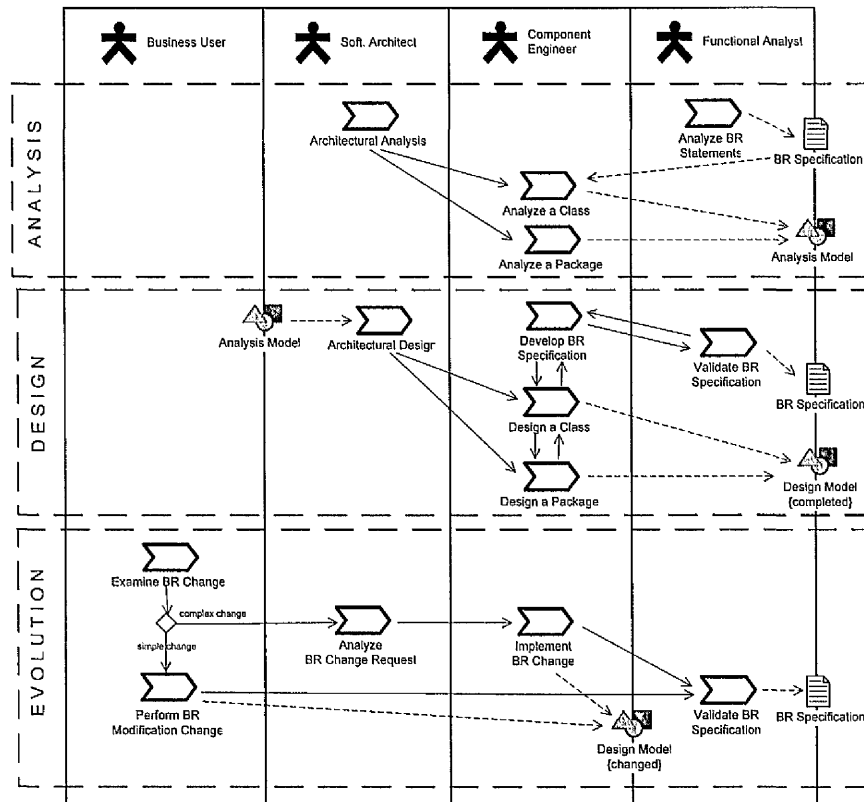 Business User
Soft. Architect
Component
Engineer
Functional Analyst
ANALYSIS
Architectural Analysis
Analyze BR
Statements
BR Specification
Analyze a Class
Analyze a Package
Analysis Model
DESIGN
Analysis Model
Architectural Design
Develop BR
Specification
Validate BR
Specification
BR Specification
Design a Class
Design a Package
Design Model
{completed}
EVOLUTION
Examine BR Change
complex change
simple change
Analyze
BR Change Request
Implement
BR Change
Perform BR
Modification Change
Design Model
{changed}
Validate BR
Specification
BR Specification